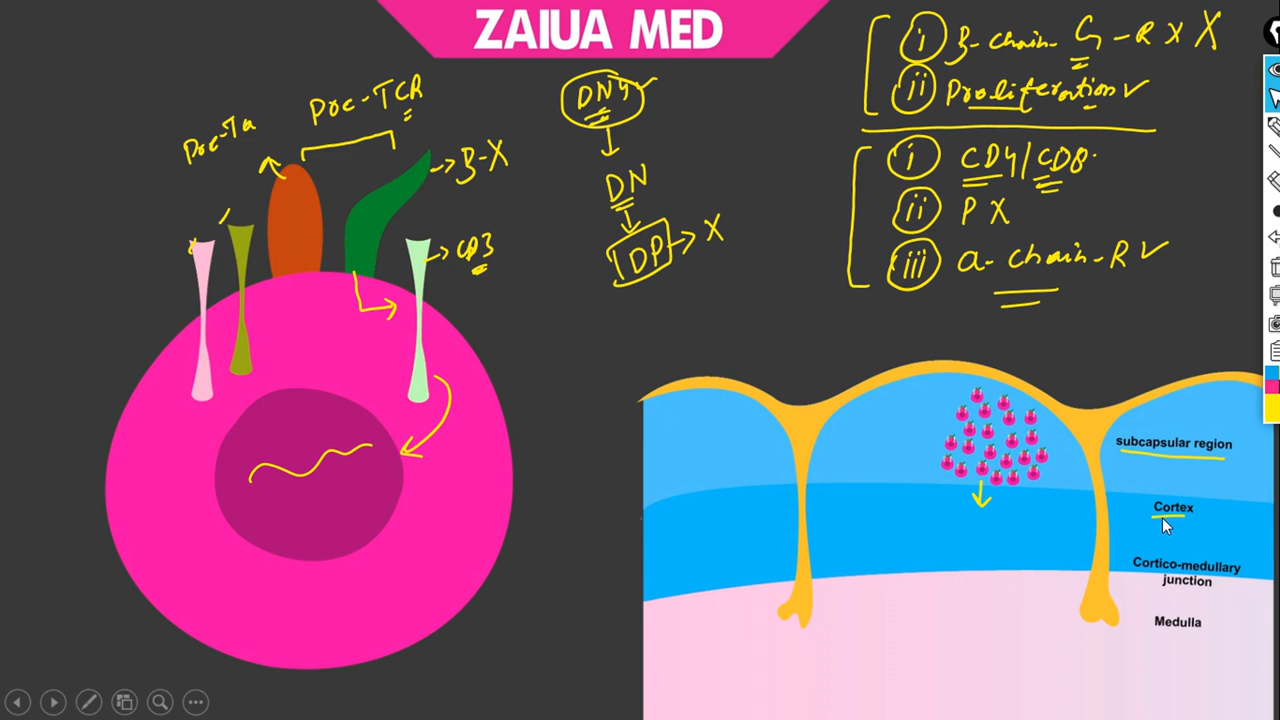 ZAIUA MED
Pre-Ta
Pre-TCR
B-X
CD3
DN4
DN
DP → X
i B-chain-G-R X X
ii Proliferation ✓
i CD4/CD8.
ii P X
iii a-chain-R ✓
subcapsular region
Cortex
Cortico-medullary
junction
Medulla